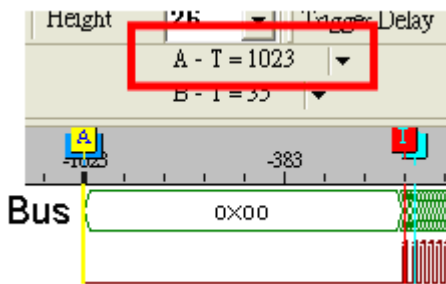 Height 26 Trigger Delay
A - T = 1023
B - T = 35
A T
-1023 -383
Bus 0X00